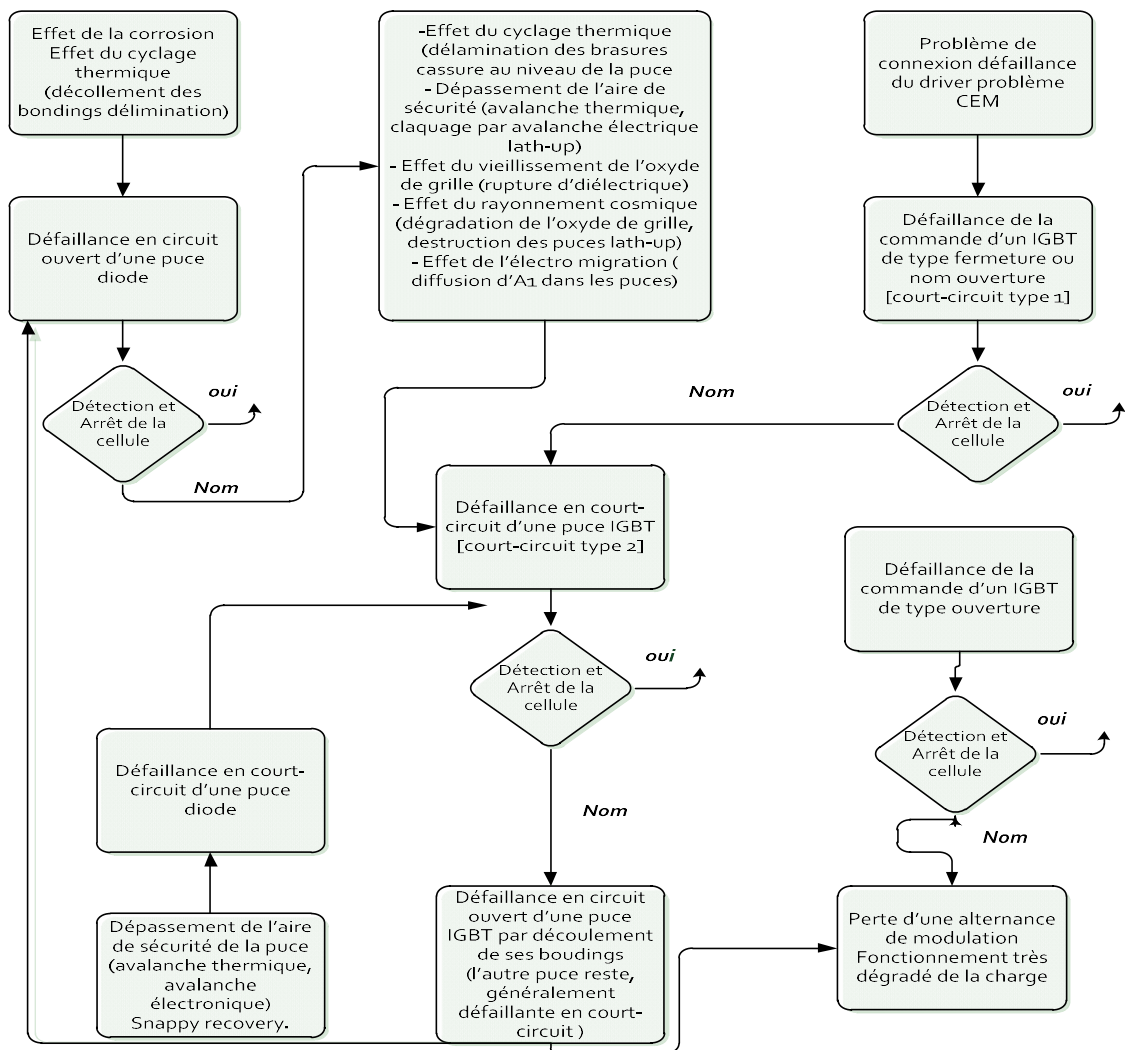 Effet de la corrosion
Effet du cyclage
thermique
(décollement des
bondings délimination)
-Effet du cyclage thermique
(délamination des brasures
cassure au niveau de la puce
- Dépassement de l'aire de
sécurité (avalanche thermique,
claquage par avalanche électrique
lath-up)
- Effet du vieillissement de l'oxyde
de grille (rupture d'diélectrique)
- Effet du rayonnement cosmique
(dégradation de l'oxyde de grille,
destruction des puces lath-up)
- Effet de l'électro migration (
diffusion d'A1 dans les puces)
Problème de
connexion défaillance
du driver problème
CEM
Défaillance en circuit
ouvert d'une puce
diode
Défaillance de la
commande d'un IGBT
de type fermeture ou
nom ouverture
[court-circuit type 1]
Détection et
Arrêt de la
cellule
oui
Nom
Détection et
Arrêt de la
cellule
oui
Nom
Défaillance en court-
circuit d'une puce IGBT
[court-circuit type 2]
Défaillance de la
commande d'un IGBT
de type ouverture
Détection et
Arrêt de la
cellule
oui
Nom
Détection et
Arrêt de la
cellule
oui
Nom
Défaillance en court-
circuit d'une puce
diode
Dépassement de l'aire
de sécurité de la puce
(avalanche thermique,
avalanche
électronique)
Snappy recovery.
Défaillance en circuit
ouvert d'une puce
IGBT par découlement
de ses boudings
(l'autre puce reste,
généralement
défaillante en court-
circuit )
Perte d'une alternance
de modulation
Fonctionnement très
dégradé de la charge